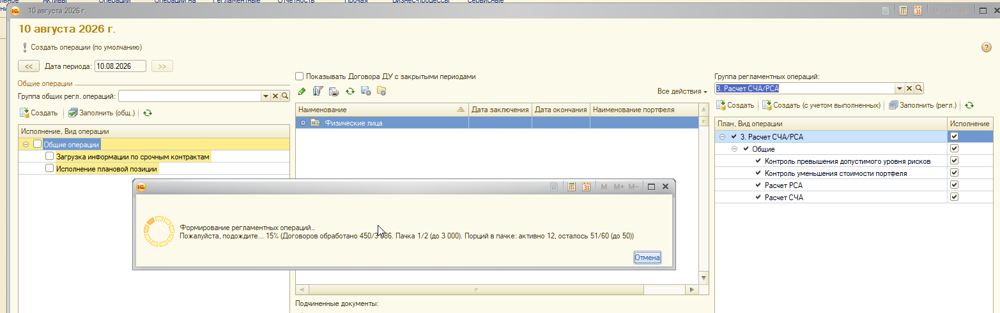 Активы Операции Операции на Регламентные Отчетность Прочая Бизнес-процессы Сервисные
10 августа 2026 г.
M M+ M-
10 августа 2026 г.
Создать операции (по умолчанию)
<< Дата периода: 10.08.2026 >>
Общие операции
Группа общих регл. операций:
Создать Заполнить (общ.)
Исполнение, Вид операции
Общие операции
Загрузка информации по срочным контрактам
Исполнение плановой позиции
Показывать Договора ДУ с закрытыми периодами
Все действия
Наименование Дата заключения Дата окончания Наименование портфеля
Физические лица
Группа регламентных операций:
3. Расчет СЧА/РСА
Создать Создать (с учетом выполненных) Заполнить (регл.)
План, Вид операции Исполнение
3. Расчет СЧА/РСА
Общие
Контроль превышения допустимого уровня рисков
Контроль уменьшения стоимости портфеля
Расчет РСА
Расчет СЧА
31 M M+ M-
Формирование регламентных операций...
Пожалуйста, подождите... 15% (Договоров обработано 450/3 Пачка 1/2 (до 3 000). Порций в пачке: активно 12, осталось 51/60 (до 50))
Отмена
Подчиненные документы: